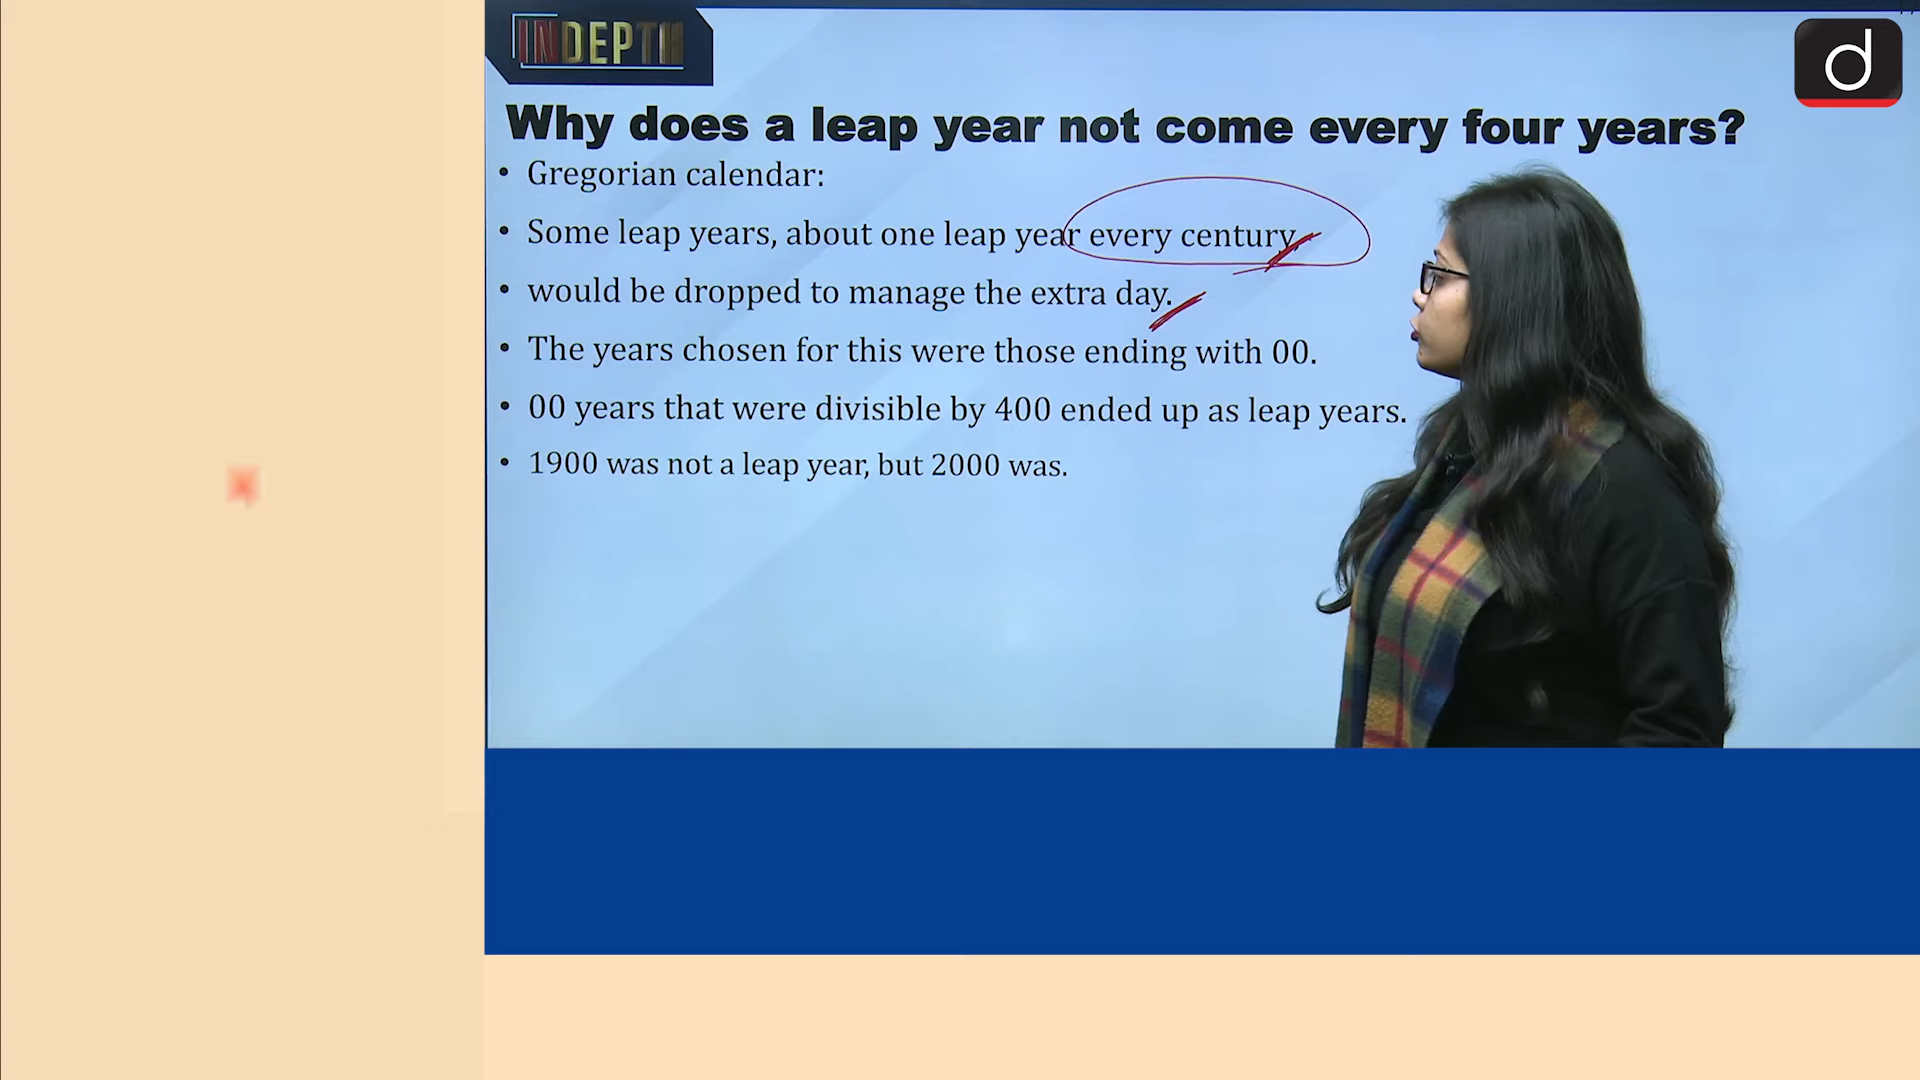 INDEPTH
d
Why does a leap year not come every four years?
• Gregorian calendar:
• Some leap years, about one leap year every century,
• would be dropped to manage the extra day.
• The years chosen for this were those ending with 00.
• 00 years that were divisible by 400 ended up as leap years.
• 1900 was not a leap year, but 2000 was.